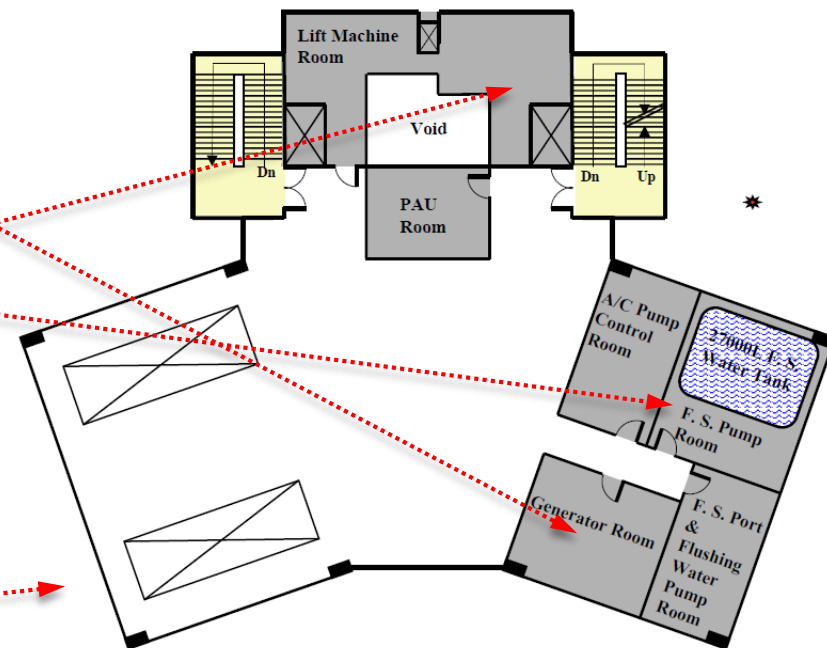 Lift Machine
Room
Void
Dn
Dn
Up
PAU
Room
A/C Pump
Control
Room
27000L F. S.
Water Tank
F. S. Pump
Room
Generator Room
F. S. Port
&
Flushing
Water
Pump
Room